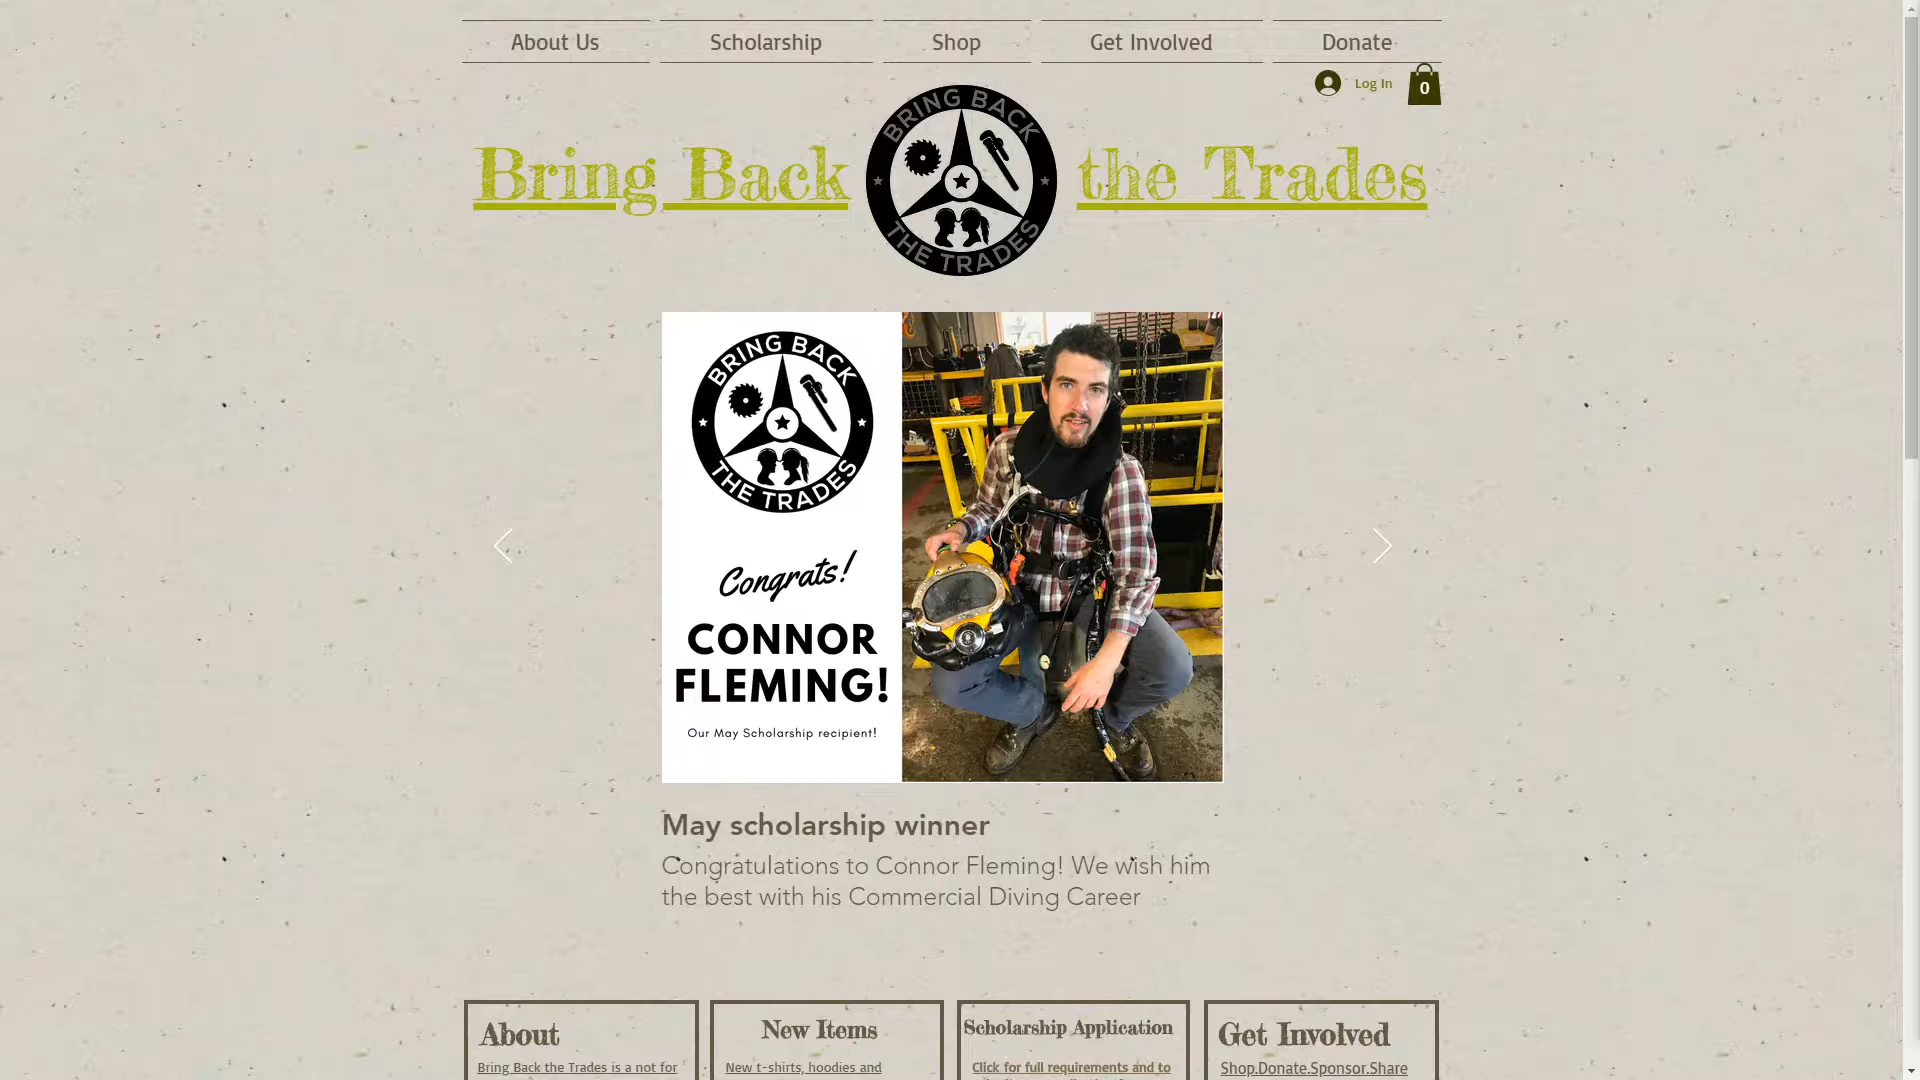 About Us
Scholarship
Shop
Get Involved
Donate
Log In
0
Bring Back
the Trades
BRING BACK
THE TRADES
BRING BACK
THE TRADES
Congrats!
CONNOR
FLEMING!
Our May Scholarship recipient!
May scholarship winner
Congratulations to Connor Fleming! We wish him
the best with his Commercial Diving Career
About
Bring Back the Trades is a not for
New Items
New t-shirts, hoodies and
Scholarship Application
Click for full requirements and to
Get Involved
Shop.Donate.Sponsor.Share